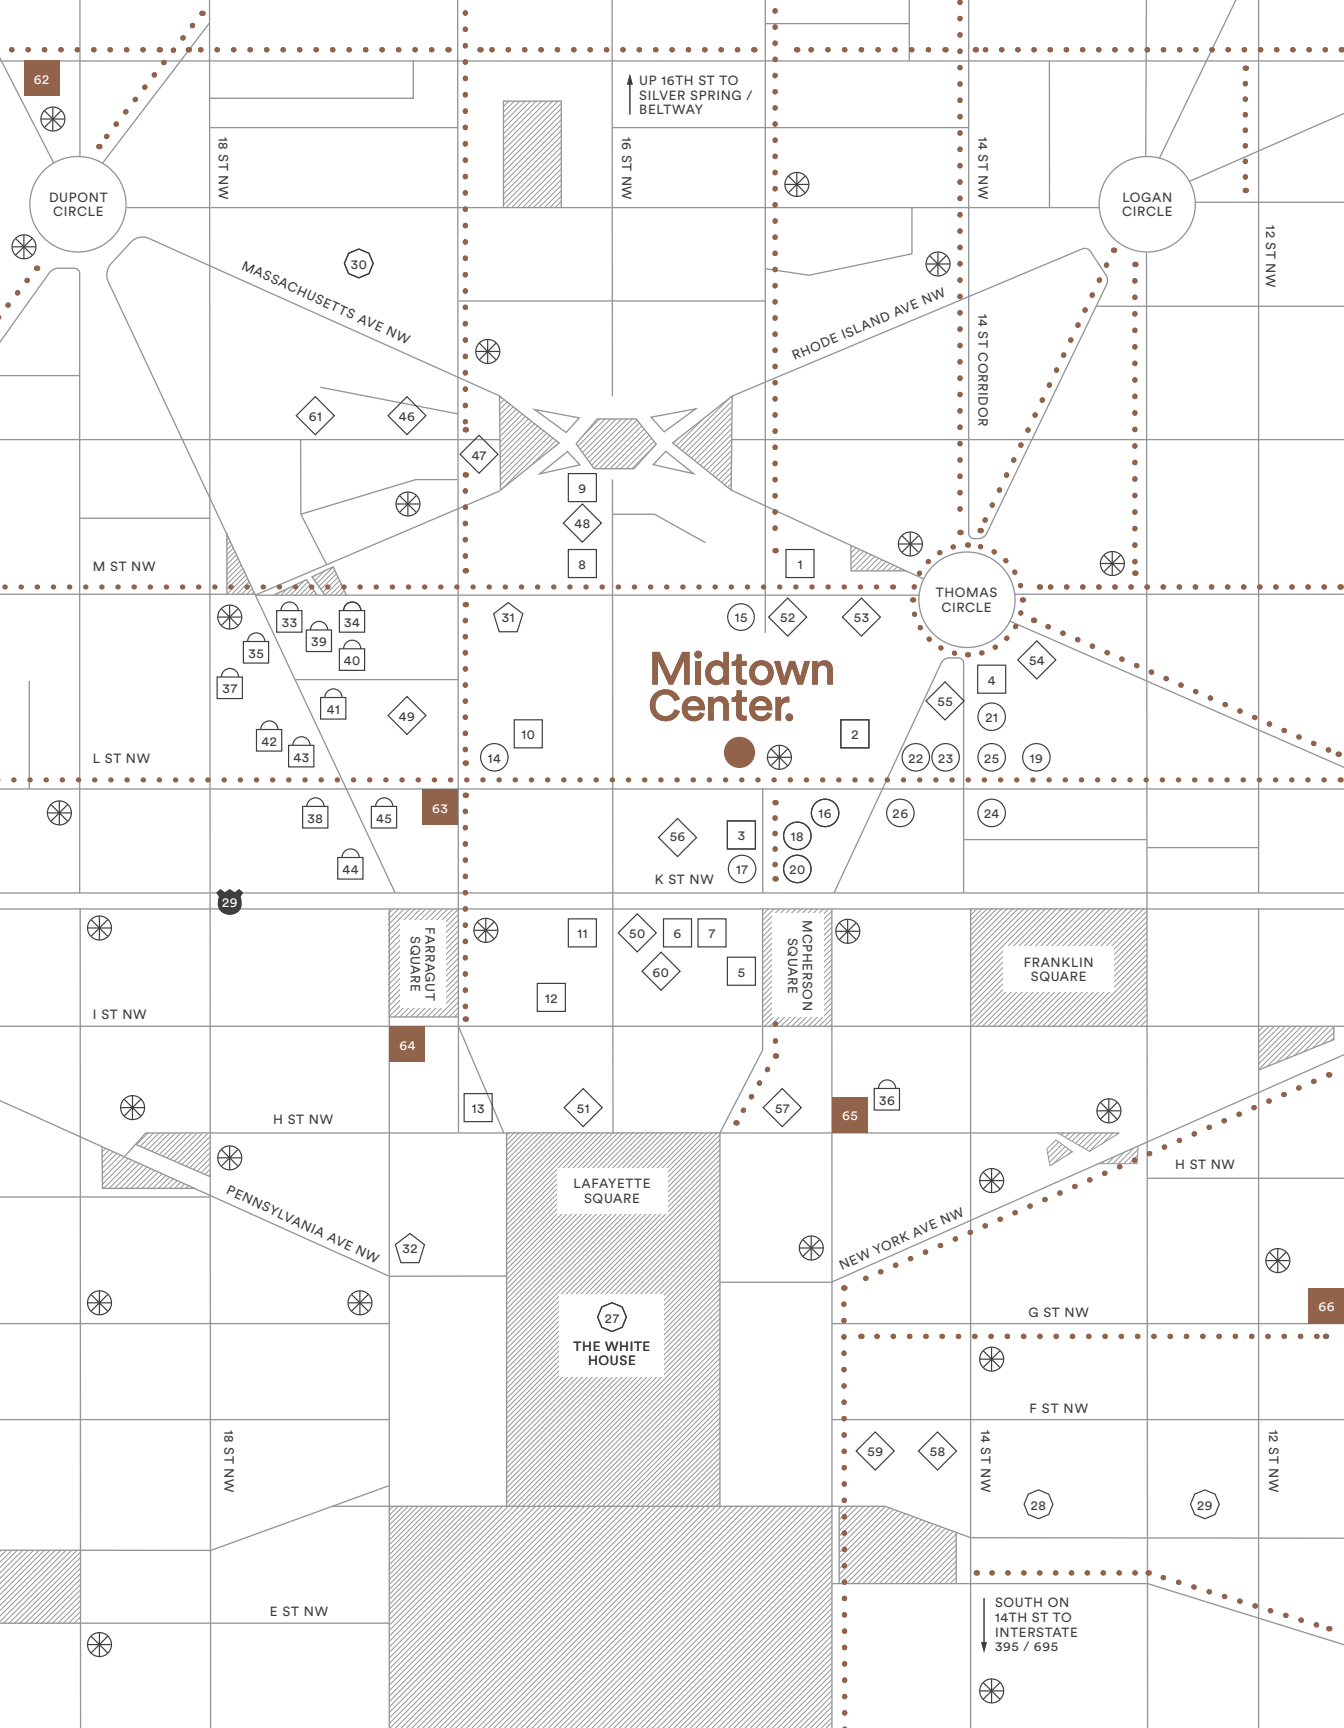 62
UP 16TH ST TO
SILVER SPRING /
BELTWAY
18 ST NW
16 ST NW
14 ST NW
DUPONT
CIRCLE
LOGAN
CIRCLE
12 ST NW
30
MASSACHUSETTS AVE NW
RHODE ISLAND AVE NW
14 ST CORRIDOR
61
46
47
9
48
8
1
M ST NW
THOMAS
CIRCLE
33
34
31
15
52
53
39
35
40
54
37
Midtown
Center.
4
41
49
55
21
42
10
2
43
14
22
23
25
19
L ST NW
38
45
63
16
26
24
56
3
18
44
17
20
K ST NW
29
FARRAGUT
SQUARE
11
50
6
7
MCPHERSON
SQUARE
FRANKLIN
SQUARE
60
5
12
I ST NW
64
13
51
57
65
36
H ST NW
H ST NW
LAFAYETTE
SQUARE
PENNSYLVANIA AVE NW
32
NEW YORK AVE NW
27
THE WHITE
HOUSE
G ST NW
66
F ST NW
18 ST NW
59
58
14 ST NW
12 ST NW
28
29
E ST NW
SOUTH ON
14TH ST TO
INTERSTATE
395 / 695